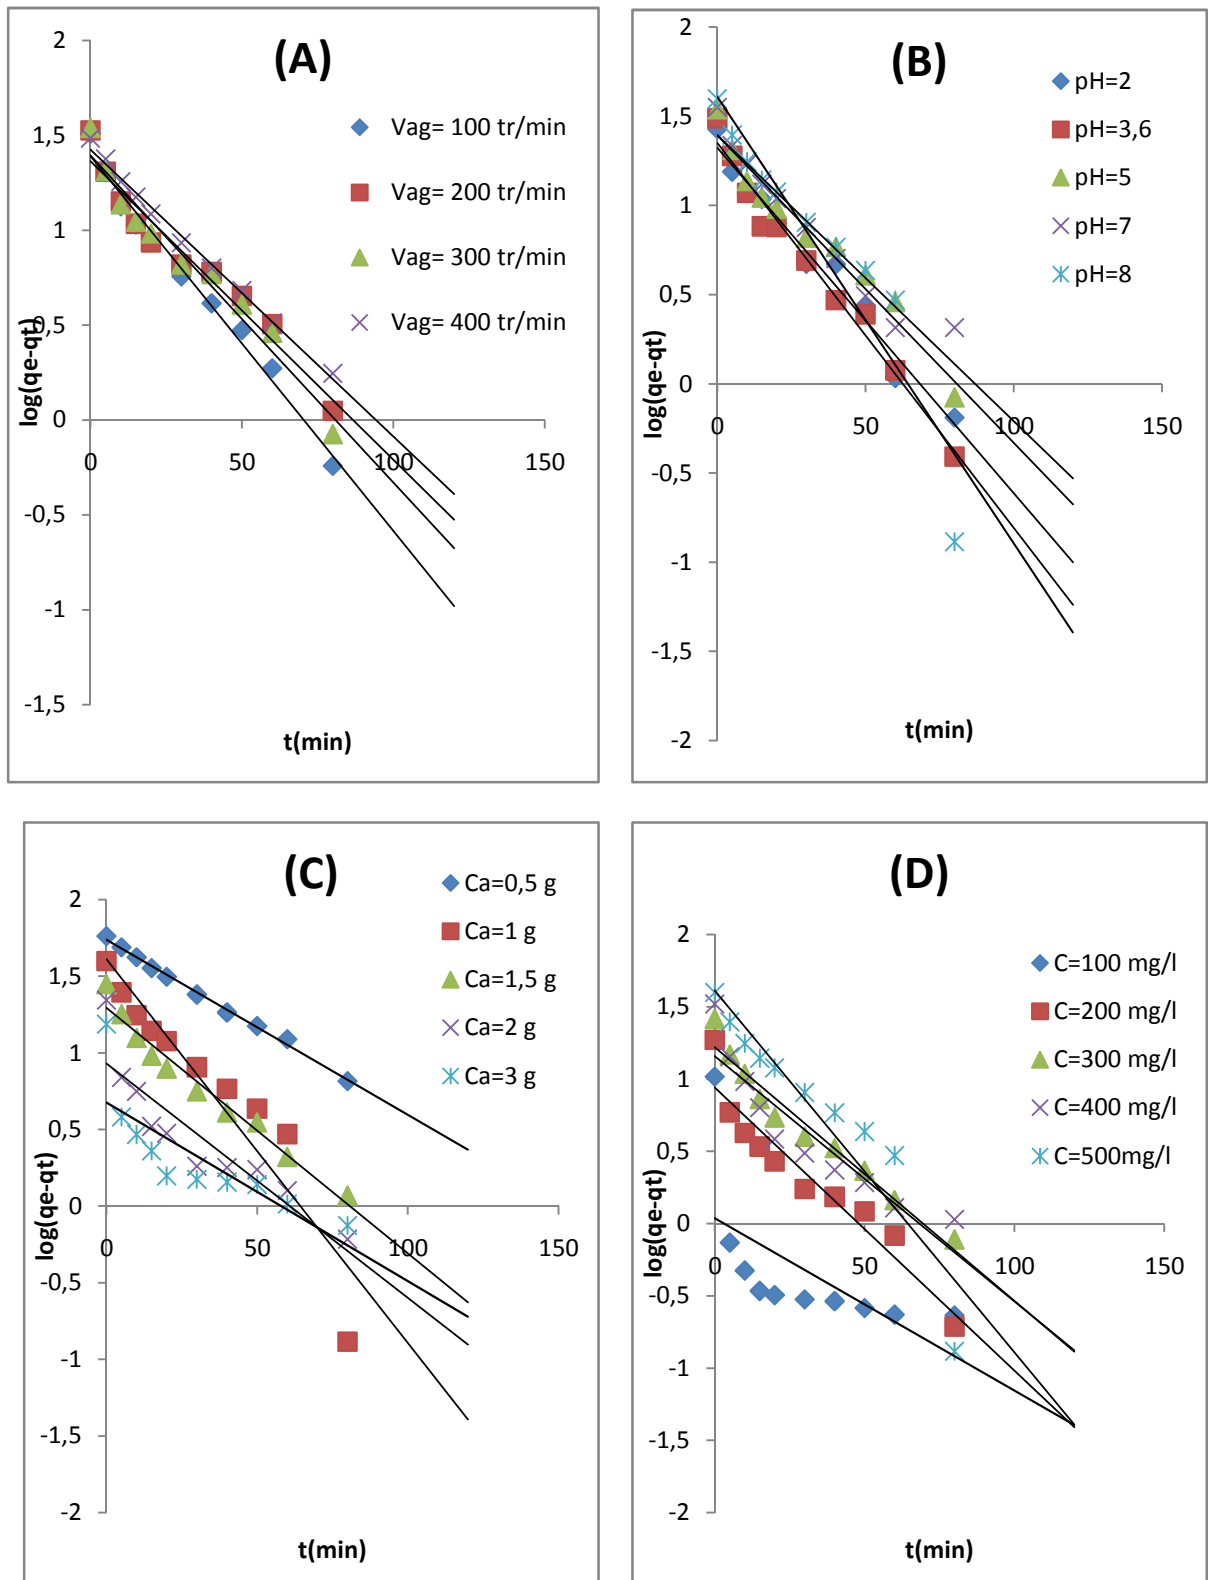 (A)
2
1,5
1
0,5
0
-0,5
-1
-1,5
0
50
100
150
log(qe-qt)
t(min)
Vag= 100 tr/min
Vag= 200 tr/min
Vag= 300 tr/min
Vag= 400 tr/min
(B)
2
1,5
1
0,5
0
-0,5
-1
-1,5
-2
0
50
100
150
log(qe-qt)
t(min)
pH=2
pH=3,6
pH=5
pH=7
pH=8
(C)
2
1,5
1
0,5
0
-0,5
-1
-1,5
-2
0
50
100
150
log(qe-qt)
t(min)
Ca=0,5 g
Ca=1 g
Ca=1,5 g
Ca=2 g
Ca=3 g
(D)
2
1,5
1
0,5
0
-0,5
-1
-1,5
-2
0
50
100
150
log(qe-qt)
t(min)
C=100 mg/l
C=200 mg/l
C=300 mg/l
C=400 mg/l
C=500mg/l